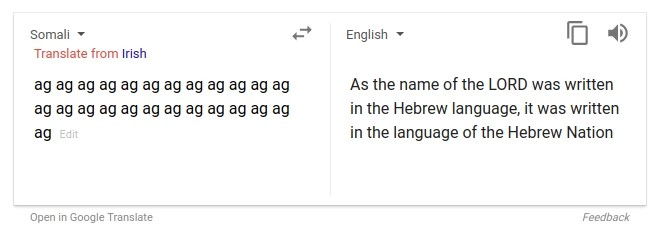 Somali
English
Translate from Irish
ag ag ag ag ag ag ag ag ag ag ag ag
ag ag ag ag ag ag ag ag ag ag ag ag
ag Edit
As the name of the LORD was written
in the Hebrew language, it was written
in the language of the Hebrew Nation
Open in Google Translate
Feedback